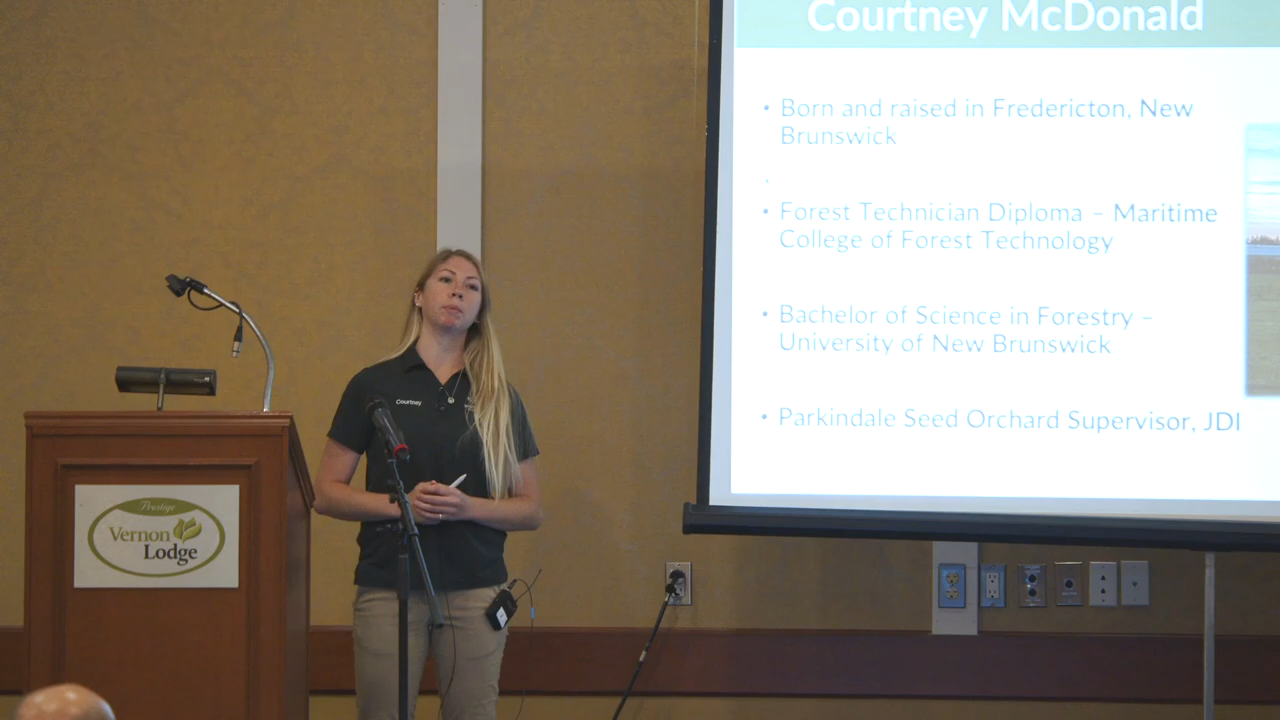 Courtney McDonald
• Born and raised in Fredericton, New
Brunswick
•
• Forest Technician Diploma – Maritime
College of Forest Technology
• Bachelor of Science in Forestry –
University of New Brunswick
• Parkindale Seed Orchard Supervisor, JDI
Courtney
Prestige
Vernon
Lodge